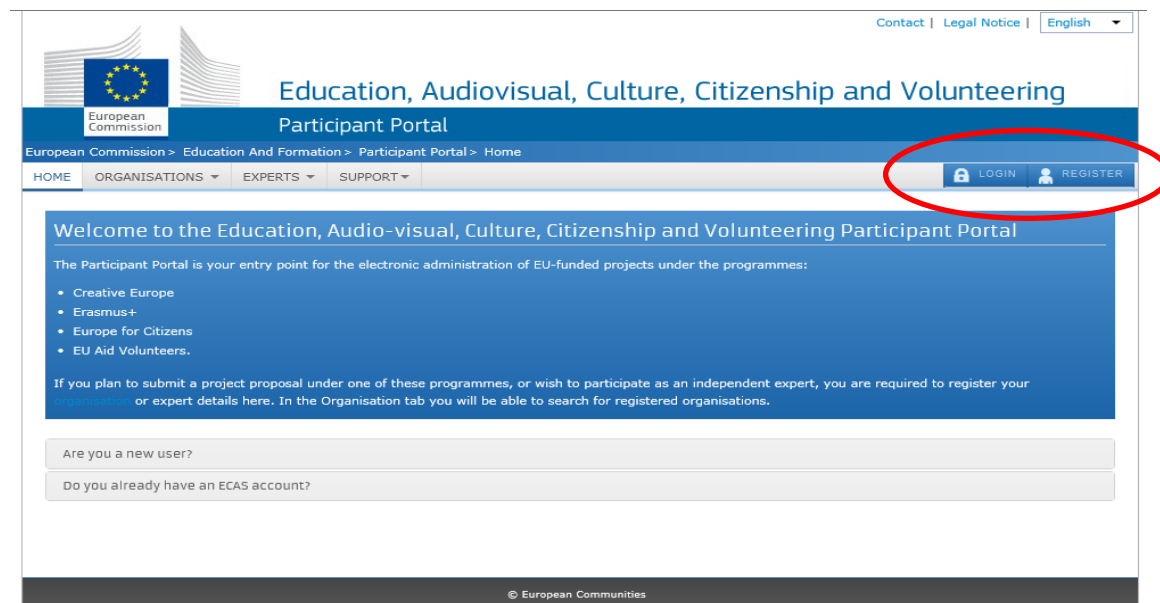 Contact | Legal Notice | English
Education, Audiovisual, Culture, Citizenship and Volunteering
European
Commission
Participant Portal
European Commission > Education And Formation > Participant Portal > Home
HOME ORGANISATIONS EXPERTS SUPPORT LOGIN REGISTER
Welcome to the Education, Audio-visual, Culture, Citizenship and Volunteering Participant Portal
The Participant Portal is your entry point for the electronic administration of EU-funded projects under the programmes:
• Creative Europe
• Erasmus+
• Europe for Citizens
• EU Aid Volunteers.
If you plan to submit a project proposal under one of these programmes, or wish to participate as an independent expert, you are required to register your
organisation or expert details here. In the Organisation tab you will be able to search for registered organisations.
Are you a new user?
Do you already have an ECAS account?
© European Communities